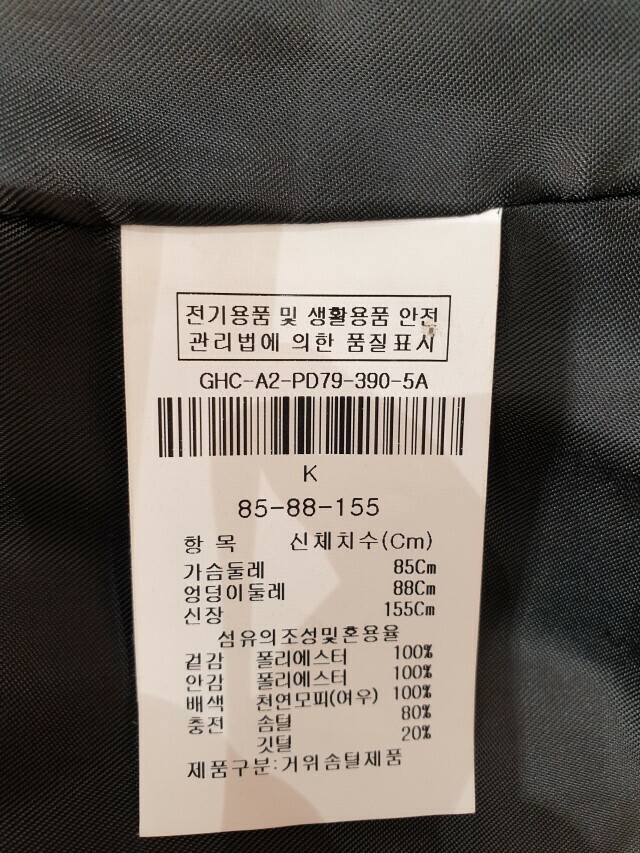 전기용품 및 생활용품 안전
관리법에 의한 품질표시
GHC-A2-PD79-390-5A
K
85-88-155
항 목 신체치수(Cm)
가슴둘레 85Cm
엉덩이둘레 88Cm
신장 155Cm
섬유의조성및혼용율
겉감 폴리에스터 100%
안감 폴리에스터 100%
배색 천연모피(여우) 100%
충전 솜털 80%
깃털 20%
제품구분:거위솜털제품